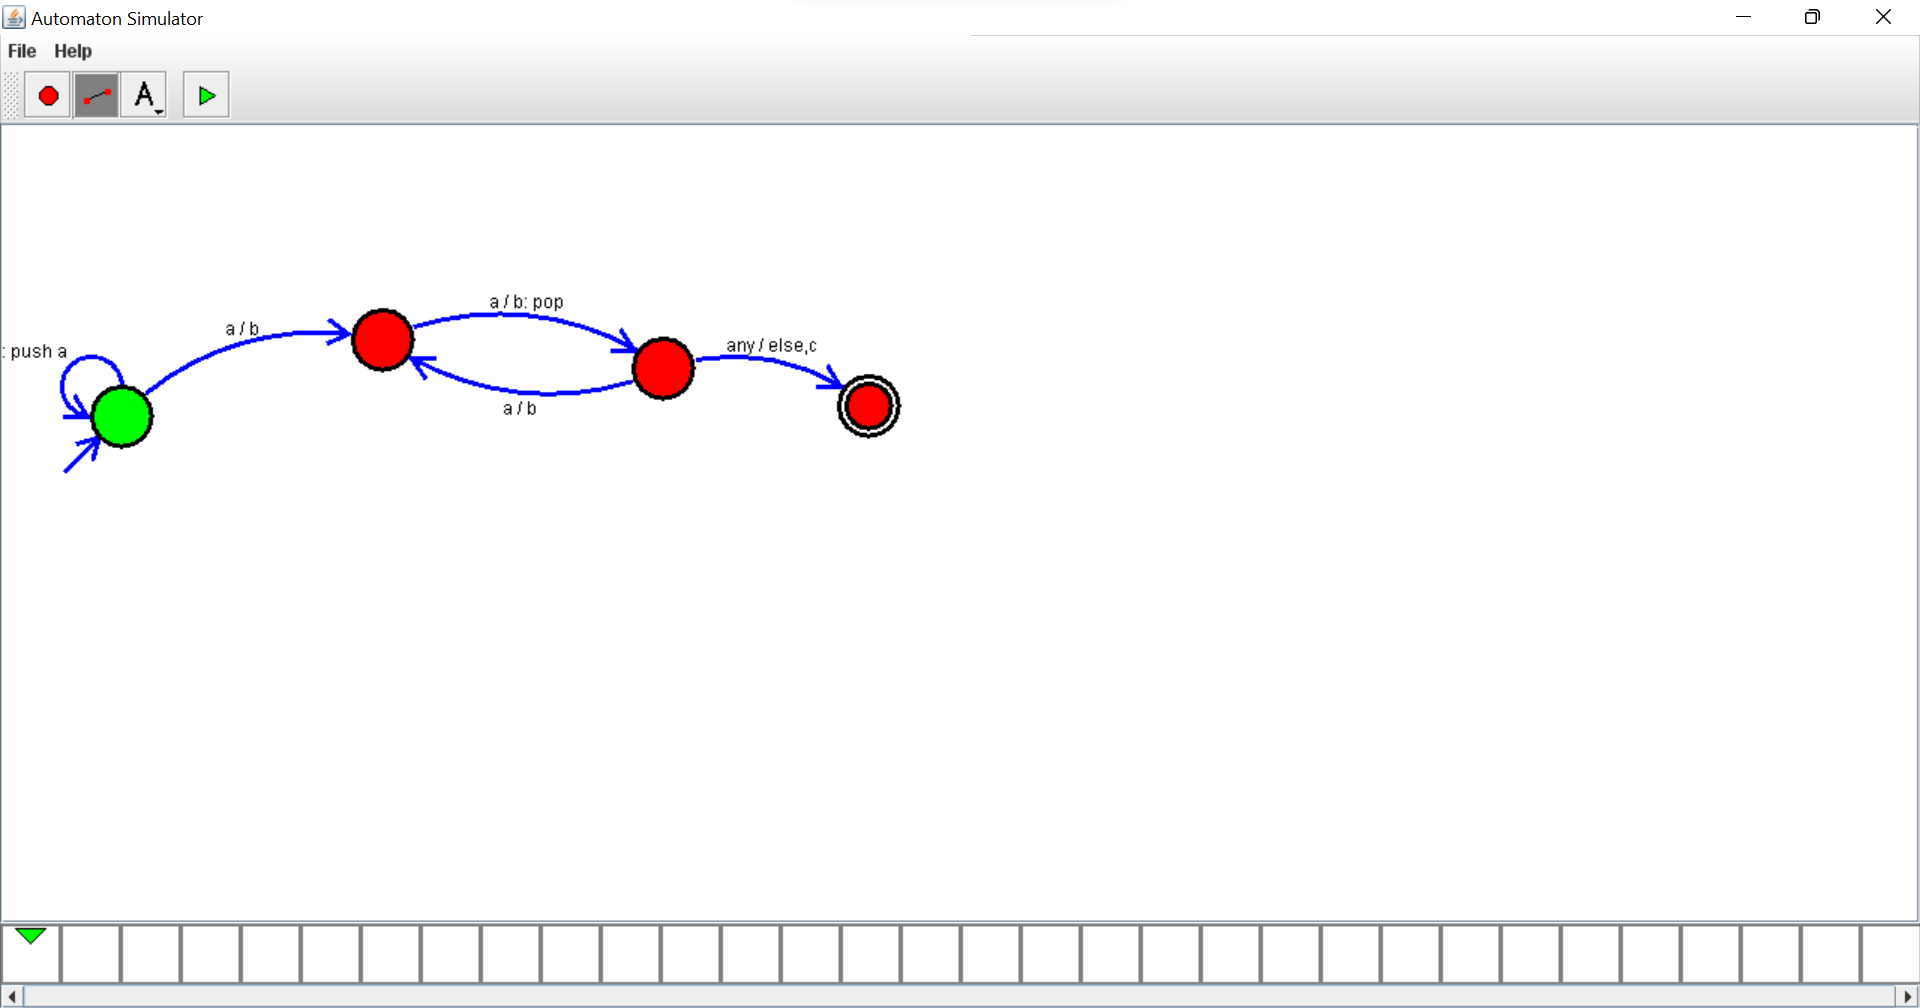 Automaton Simulator
File Help
A
a / b: pop
a / b
any / else,c
: push a
a / b